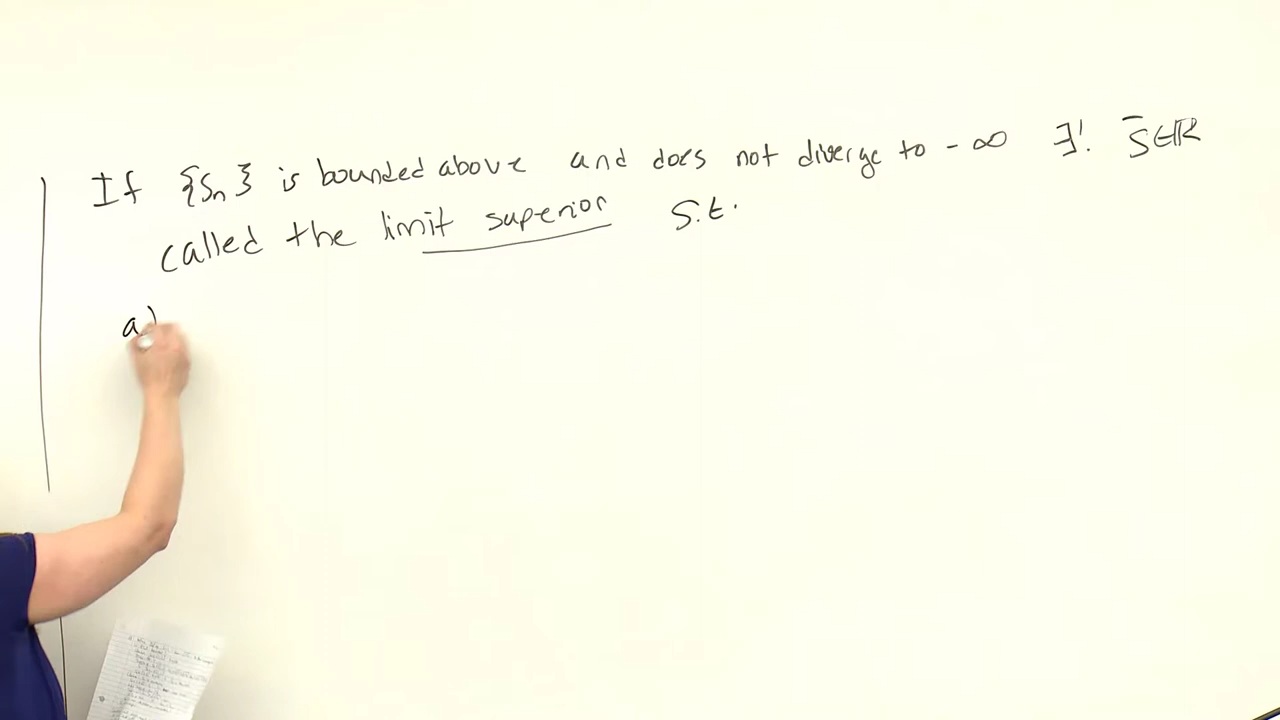 If {Sn} is bounded above and does not diverge to -∞ ∃! S̄∈ℝ
called the limit superior s.t.
a)